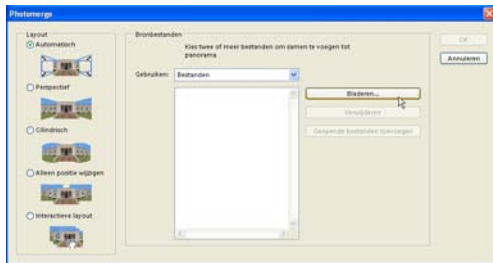 Photomerge
Layout
Automatisch
Perspectief
Cilindrisch
Alleen positie wijzigen
Interactieve layout
Bronbestanden
Kies twee of meer bestanden om samen te voegen tot
panorama
Gebruiken: Bestanden
Bladeren...
Verwijderen
Geopende bestanden toevoegen
OK
Annuleren